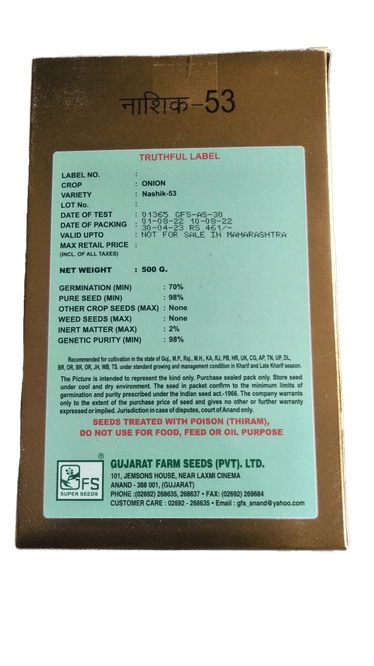 नाशिक-53
TRUTHFUL LABEL
LABEL NO. :
CROP : ONION
VARIETY : Nashik-53
LOT No. :
DATE OF TEST : 01365 GFS-AS-30
DATE OF PACKING : 01-08-22 10-08-22
VALID UPTO : 30-04-23 RS.461/-
MAX RETAIL PRICE : NOT FOR SALE IN MAHARASHTRA
(INCL. OF ALL TAXES)
NET WEIGHT : 500 G.
GERMINATION (MIN) : 70%
PURE SEED (MIN) : 98%
OTHER CROP SEEDS (MAX) : None
WEED SEEDS (MAX) : None
INERT MATTER (MAX) : 2%
GENETIC PURITY (MIN) : 98%
Recommended for cultivation in the state of Guj., M.P., Raj., M.H., KA, RJ, PB, HR, UK, CG, AP, TN, UP, DL,
BR, OR, BR, OR, JH, WB, TS. under standard growing and management condition in Kharif and Late Kharif season.
The Picture is intended to represent the kind only. Purchase sealed pack only. Store seed
under cool and dry environment. The seed in packet confirm to the minimum limits of
germination and purity prescribed under the Indian seed act.-1966. The company warrants
only to the extent of the purchase price of seed and gives no other or further warranty
expressed or implied. Jurisdiction in case of disputes, court of Anand only.
SEEDS TREATED WITH POISON (THIRAM),
DO NOT USE FOR FOOD, FEED OR OIL PURPOSE
®
GFS
SUPER SEEDS
GUJARAT FARM SEEDS (PVT). LTD.
101, JEMSONS HOUSE, NEAR LAXMI CINEMA
ANAND - 388 001, (GUJARAT)
PHONE :(02692) 268635, 268637 • FAX: (02692) 269684
CUSTOMER CARE : 02692 - 268635 • Email : gfs_anand@yahoo.com